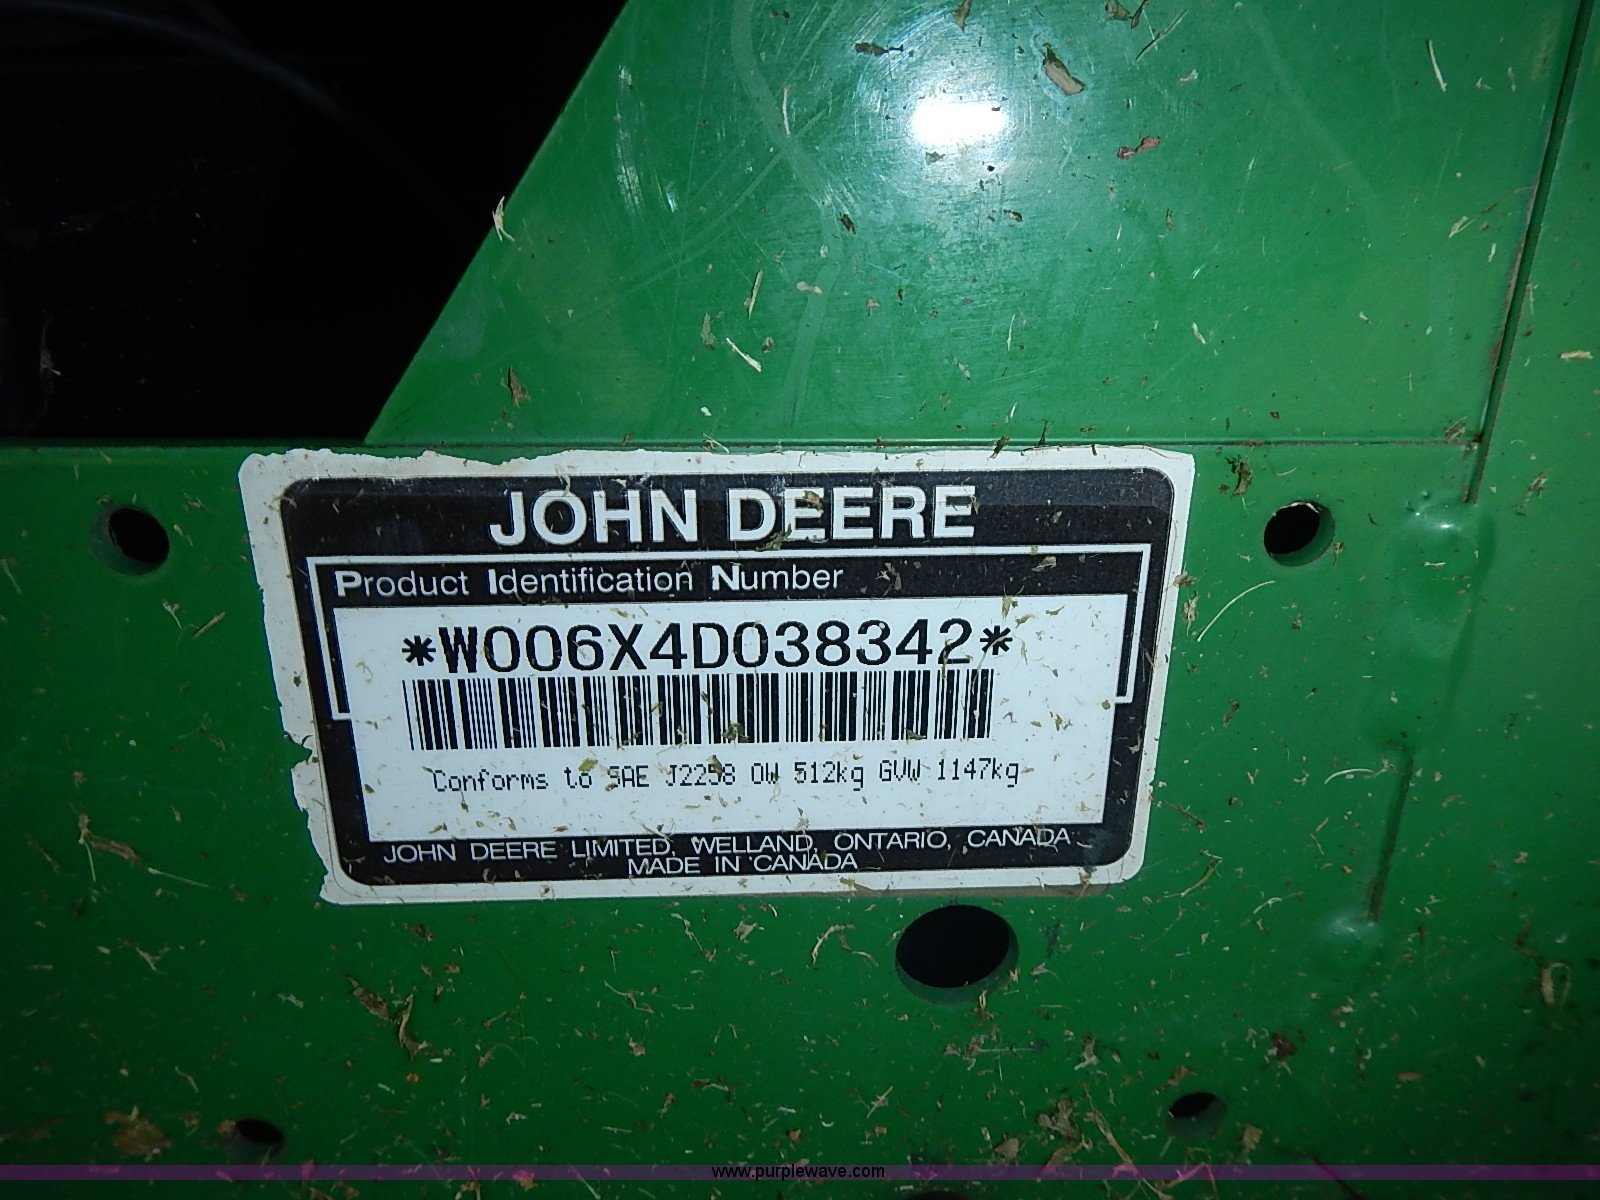 JOHN DEERE
Product Identification Number
*W006X4D038342*
Conforms to SAE J2258 OW 512kg GVW 1147kg
JOHN DEERE LIMITED, WELLAND, ONTARIO, CANADA
MADE IN CANADA
www.purplewave.com